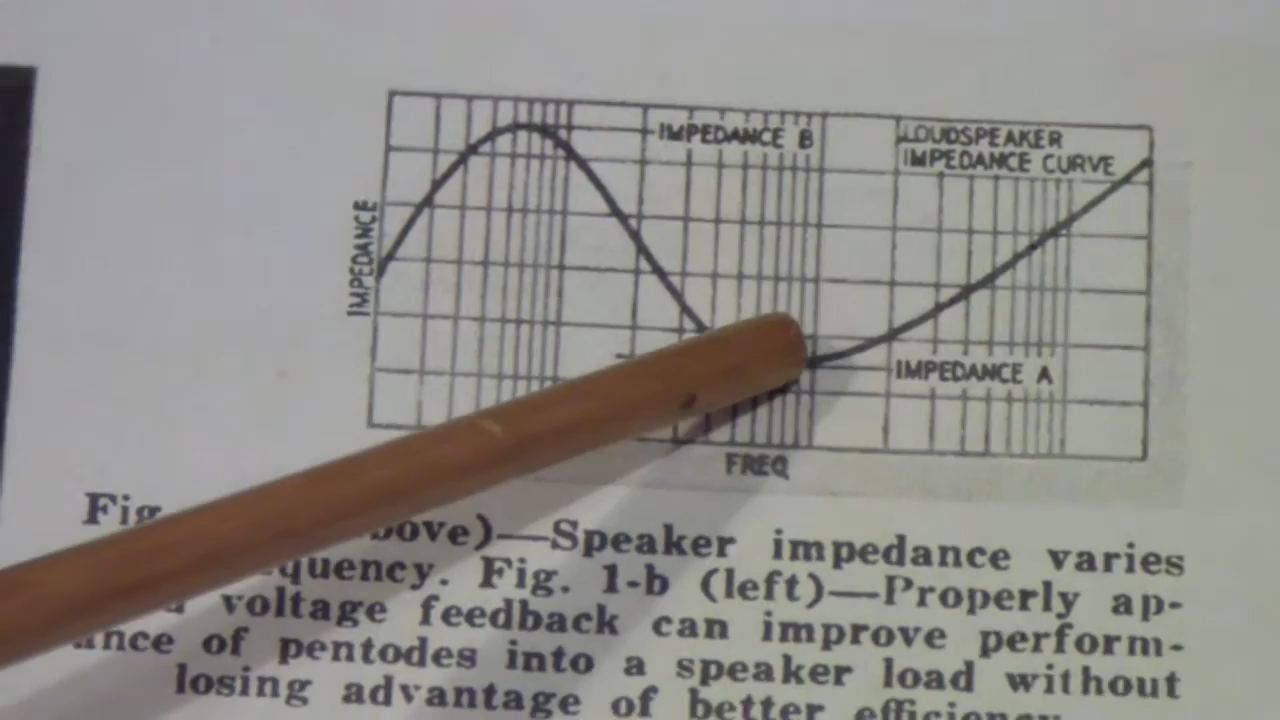 IMPEDANCE B
LOUDSPEAKER
IMPEDANCE CURVE
IMPEDANCE
IMPEDANCE A
FREQ
Fig. ove)—Speaker impedance varies
quency. Fig. 1-b (left)—Properly ap-
voltage feedback can improve perform-
ance of pentodes into a speaker load without
losing advantage of better efficiency